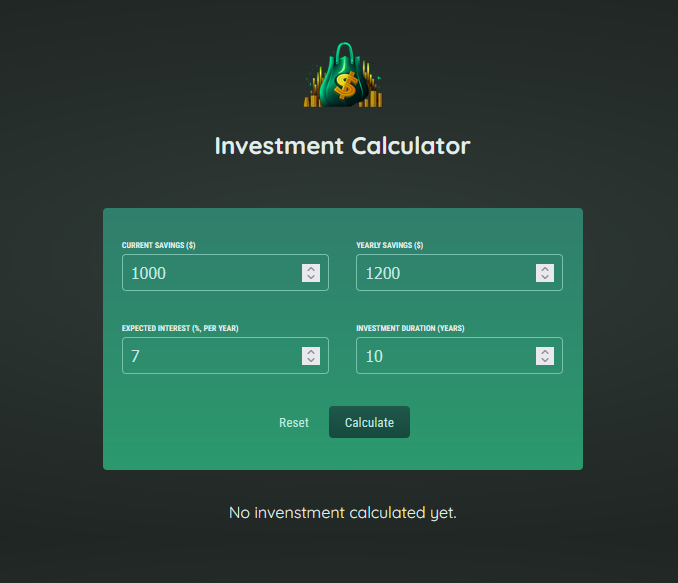 $
Investment Calculator
CURRENT SAVINGS ($) YEARLY SAVINGS ($)
1000 1200
EXPECTED INTEREST (%, PER YEAR) INVESTMENT DURATION (YEARS)
7 10
Reset Calculate
No invenstment calculated yet.